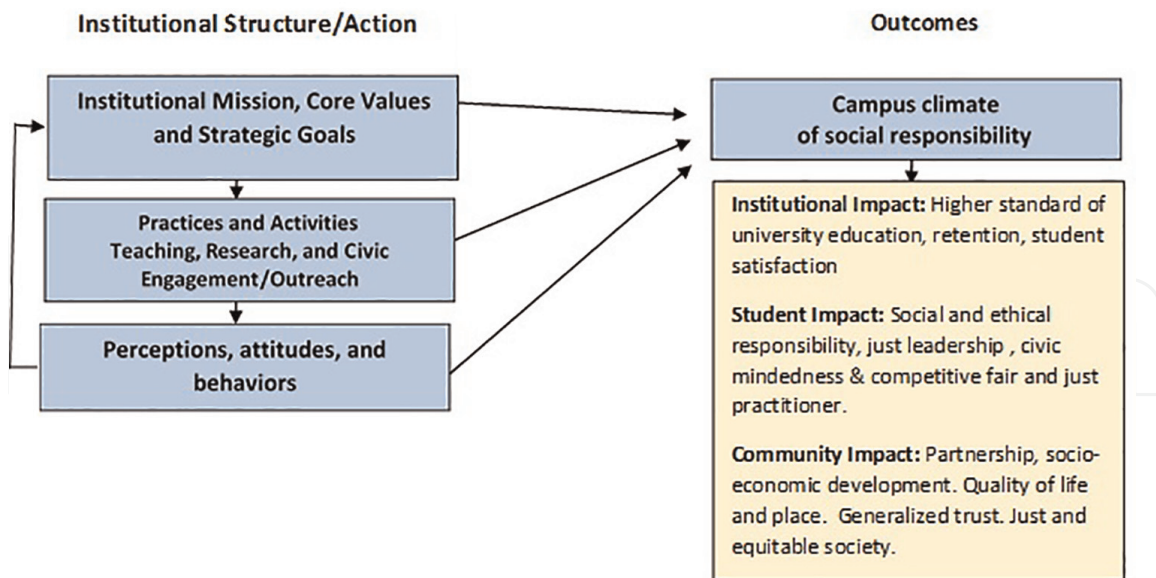 Institutional Structure/Action
Institutional Mission, Core Values
and Strategic Goals
Practices and Activities
Teaching, Research, and Civic
Engagement/Outreach
Perceptions, attitudes, and
behaviors
Outcomes
Campus climate
of social responsibility
Institutional Impact: Higher standard of
university education, retention, student
satisfaction
Student Impact: Social and ethical
responsibility, just leadership , civic
mindedness & competitive fair and just
practitioner.
Community Impact: Partnership, socio-
economic development. Quality of life
and place. Generalized trust. Just and
equitable society.